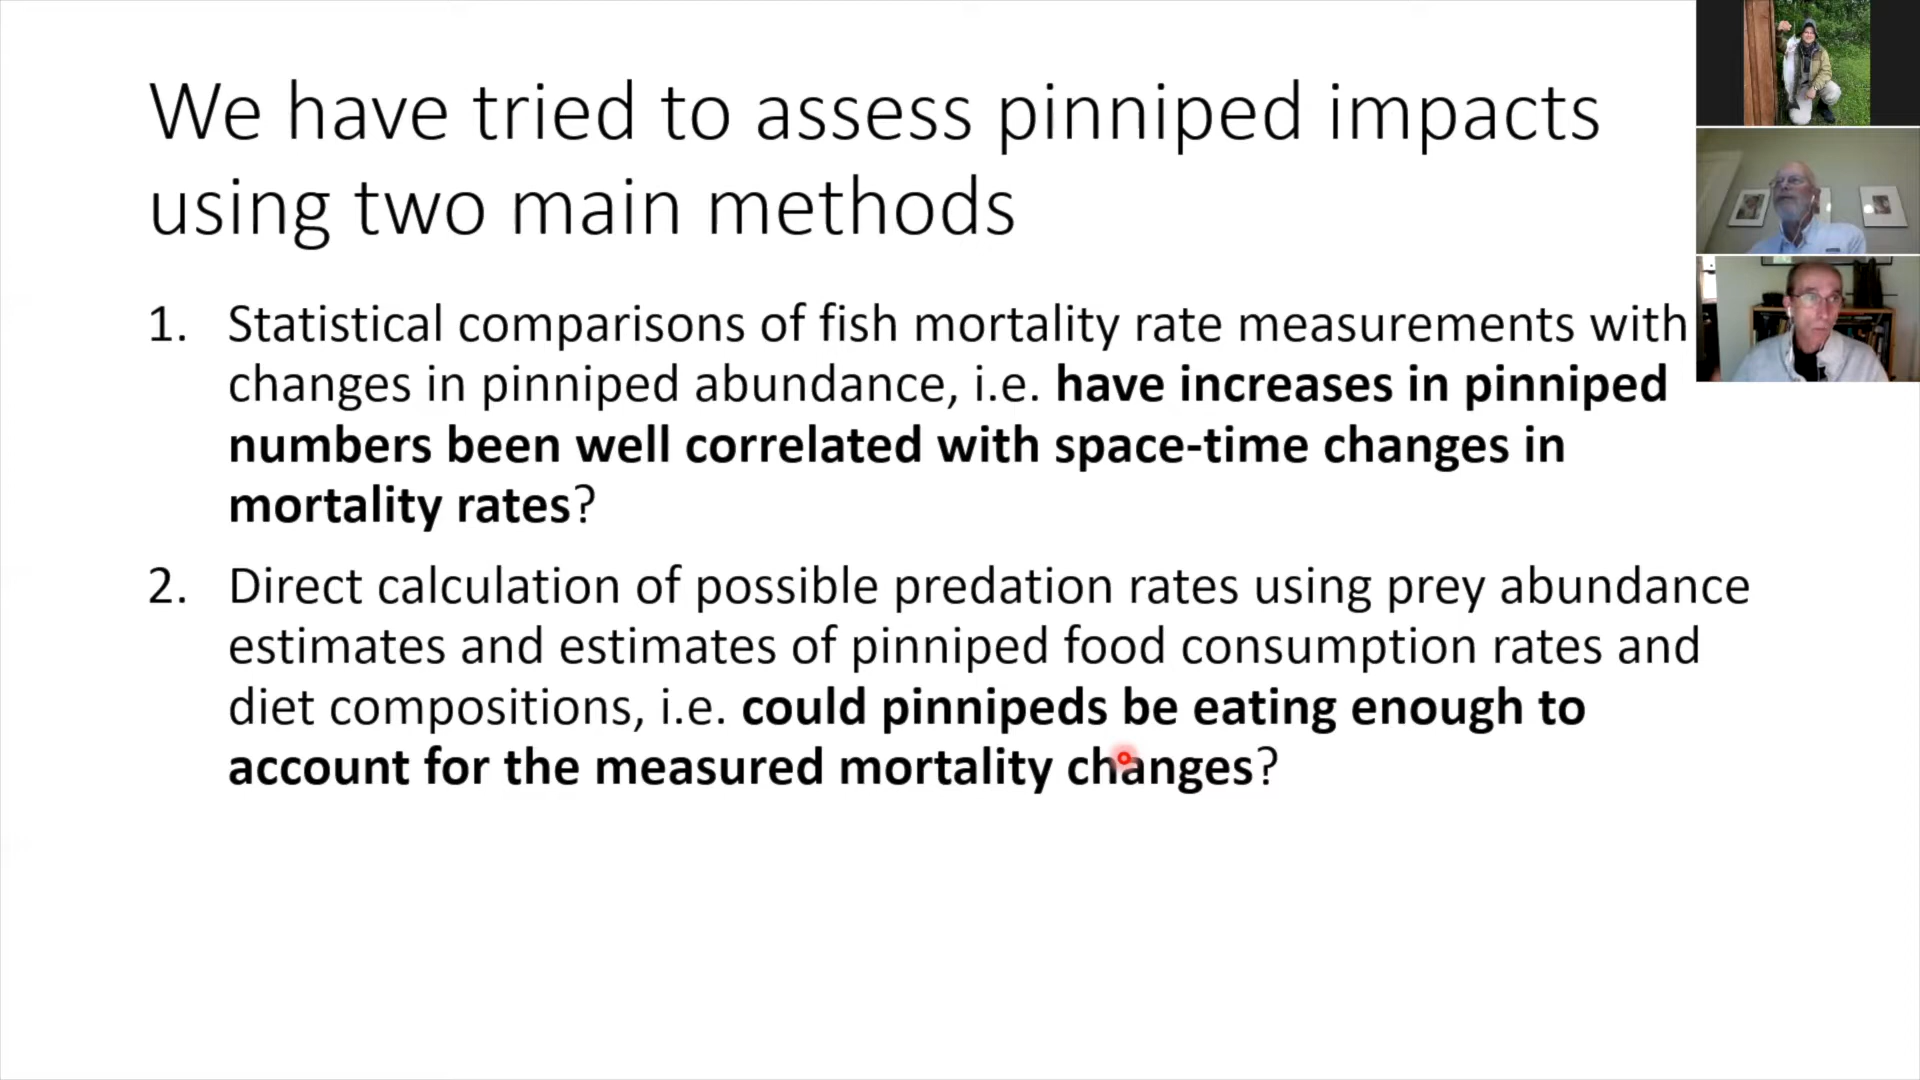 We have tried to assess pinniped impacts
using two main methods
1. Statistical comparisons of fish mortality rate measurements with
changes in pinniped abundance, i.e. have increases in pinniped
numbers been well correlated with space-time changes in
mortality rates?
2. Direct calculation of possible predation rates using prey abundance
estimates and estimates of pinniped food consumption rates and
diet compositions, i.e. could pinnipeds be eating enough to
account for the measured mortality changes?